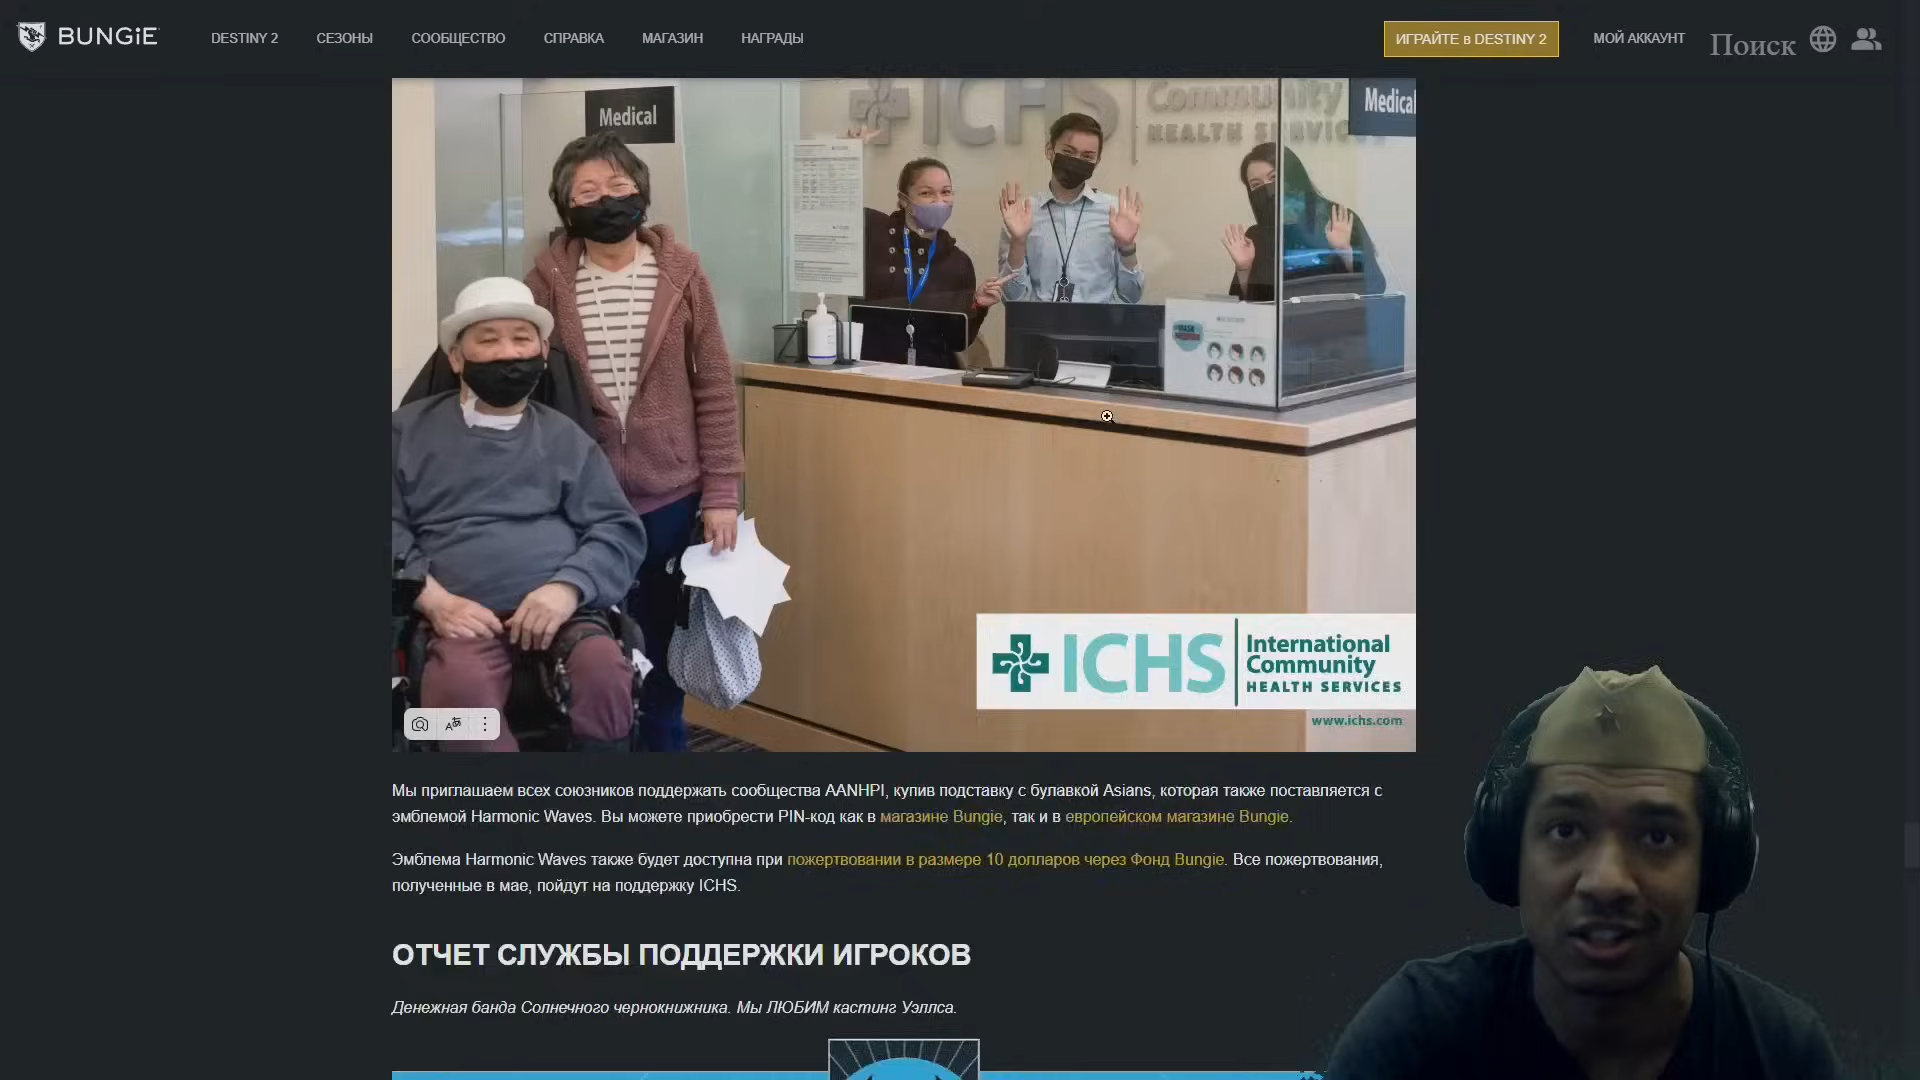 BUNGiE
DESTINY 2
СЕЗОНЫ
СООБЩЕСТВО
СПРАВКА
МАГАЗИН
НАГРАДЫ
ИГРАЙТЕ в DESTINY 2
МОЙ АККАУНТ
Поиск
Medical
ICHS
Community
HEALTH SERVIC
Medical
ICHS
International
Community
HEALTH SERVICES
www.ichs.com
Мы приглашаем всех союзников поддержать сообщества AANHPI, купив подставку с булавкой Asians, которая также поставляется с
эмблемой Harmonic Waves. Вы можете приобрести PIN-код как в магазине Bungie, так и в европейском магазине Bungie.
Эмблема Harmonic Waves также будет доступна при пожертвовании в размере 10 долларов через Фонд Bungie. Все пожертвования,
полученные в мае, пойдут на поддержку ICHS.
ОТЧЕТ СЛУЖБЫ ПОДДЕРЖКИ ИГРОКОВ
Денежная банда Солнечного чернокнижника. Мы ЛЮБИМ кастинг Уэллса.